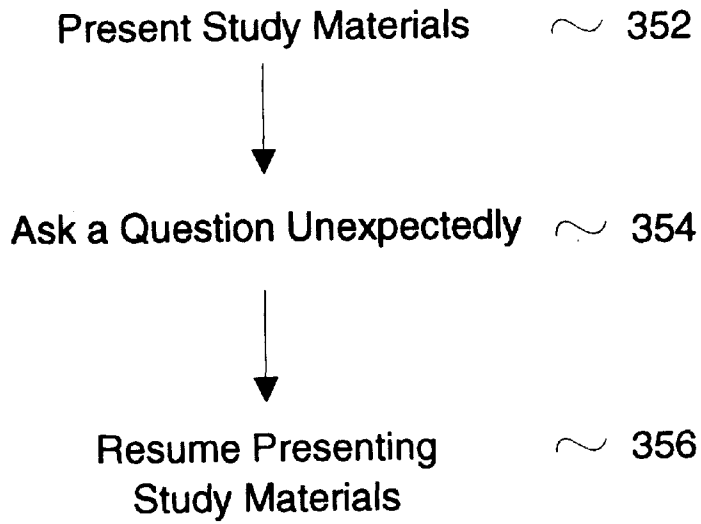 Present Study Materials 352
Ask a Question Unexpectedly 354
Resume Presenting 356
Study Materials